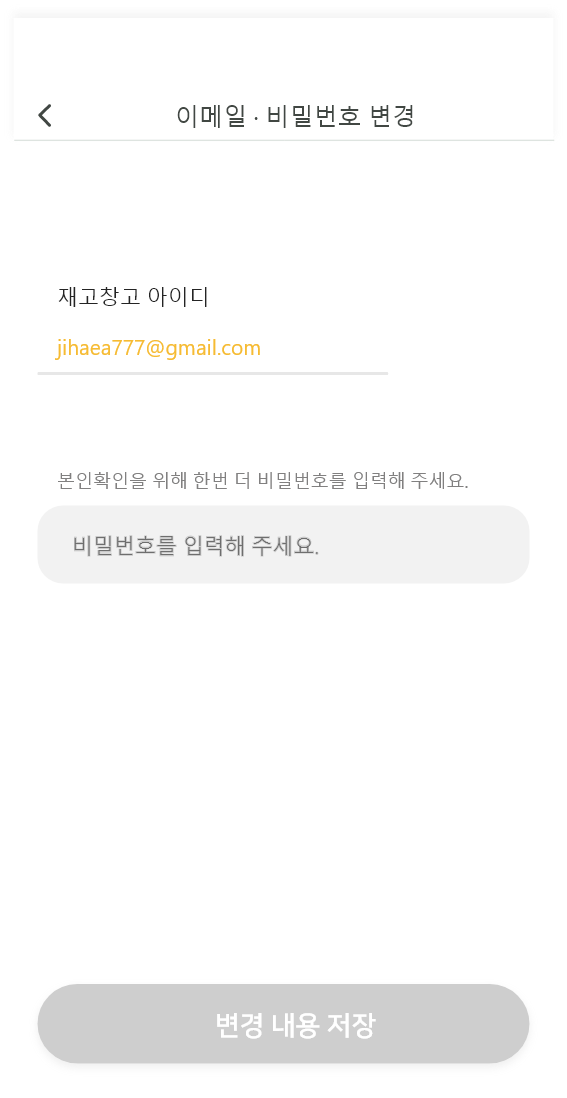 이메일 · 비밀번호 변경
재고창고 아이디
jihaea777@gmail.com
본인확인을 위해 한번 더 비밀번호를 입력해 주세요.
비밀번호를 입력해 주세요.
변경 내용 저장